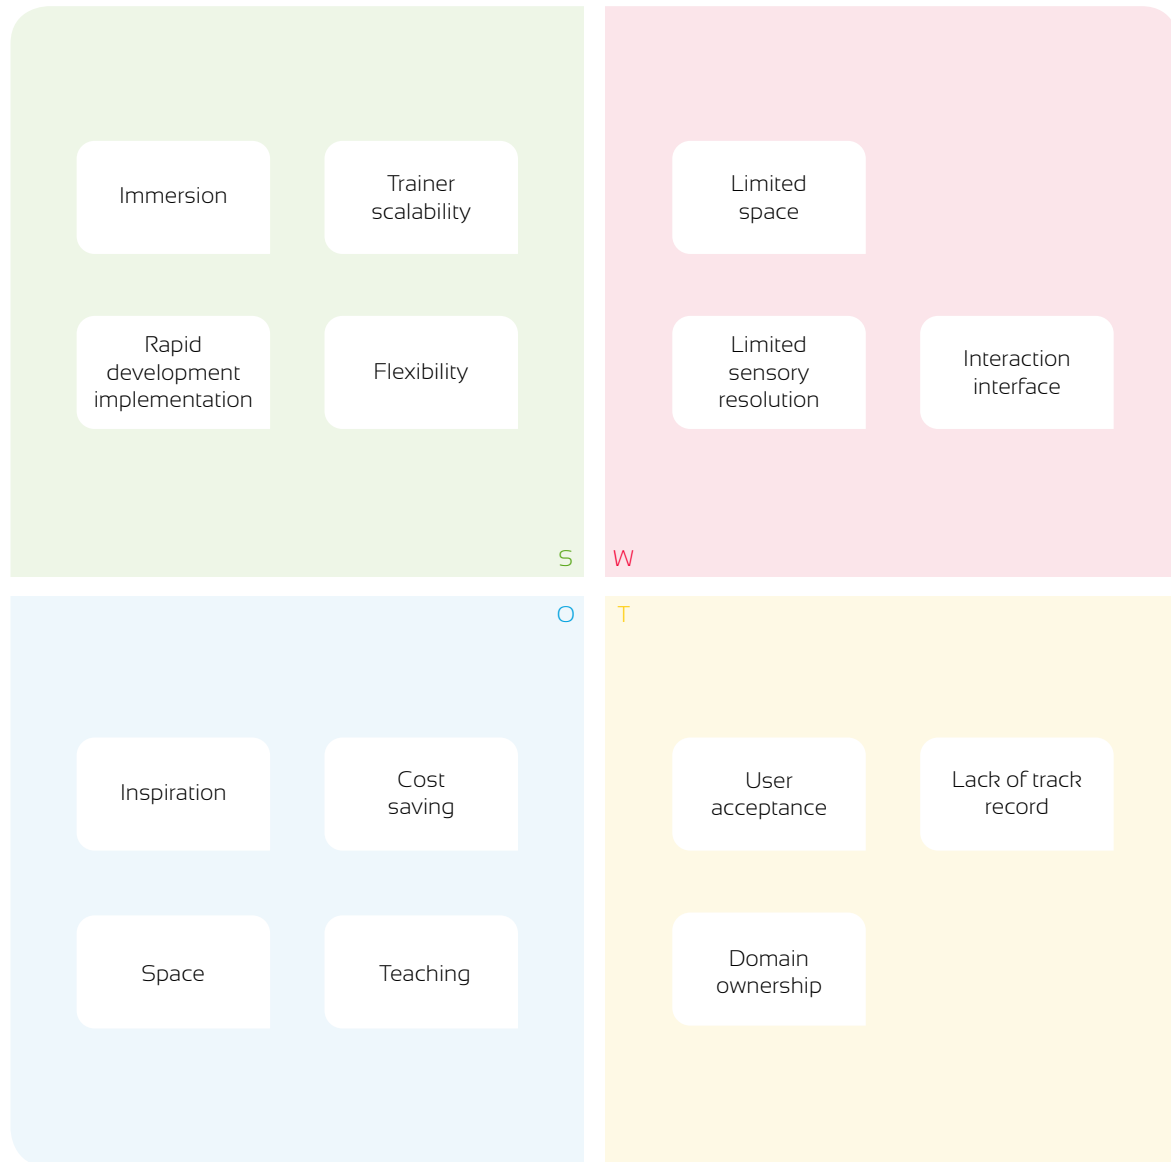 Immersion
Trainer
scalability
Rapid
development
implementation
Flexibility
S
Limited
space
Limited
sensory
resolution
Interaction
interface
W
O
Inspiration
Cost
saving
Space
Teaching
T
User
acceptance
Lack of track
record
Domain
ownership